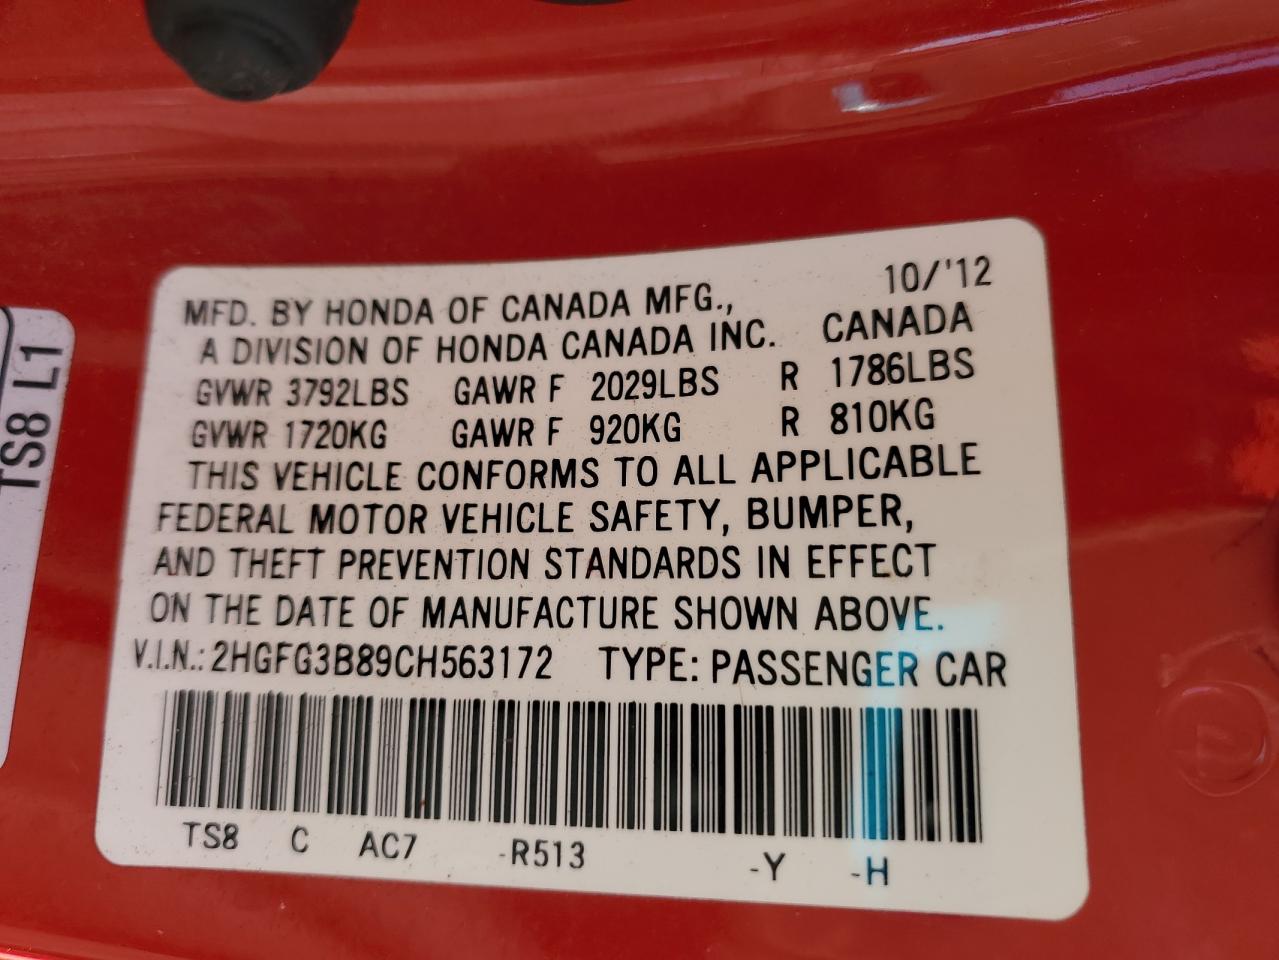 10/'12
MFD. BY HONDA OF CANADA MFG.,
A DIVISION OF HONDA CANADA INC. CANADA
GVWR 3792LBS GAWR F 2029LBS R 1786LBS
GVWR 1720KG GAWR F 920KG R 810KG
THIS VEHICLE CONFORMS TO ALL APPLICABLE
FEDERAL MOTOR VEHICLE SAFETY, BUMPER,
AND THEFT PREVENTION STANDARDS IN EFFECT
ON THE DATE OF MANUFACTURE SHOWN ABOVE.
V.I.N.: 2HGFG3B89CH563172 TYPE: PASSENGER CAR
TS8 C AC7 -R513 -Y -H
TS8 L1